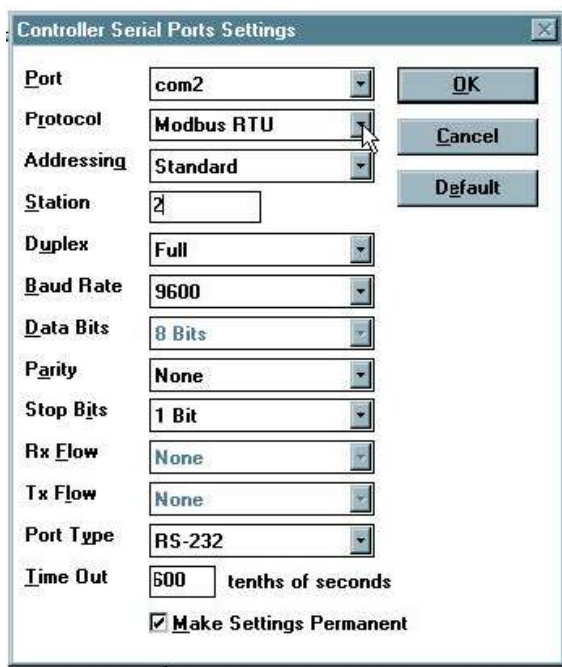 Controller Serial Ports Settings
Port com2 OK
Protocol Modbus RTU Cancel
Addressing Standard Default
Station 2
Duplex Full
Baud Rate 9600
Data Bits 8 Bits
Parity None
Stop Bits 1 Bit
Rx Flow None
Tx Flow None
Port Type RS-232
Time Out 600 tenths of seconds
Make Settings Permanent